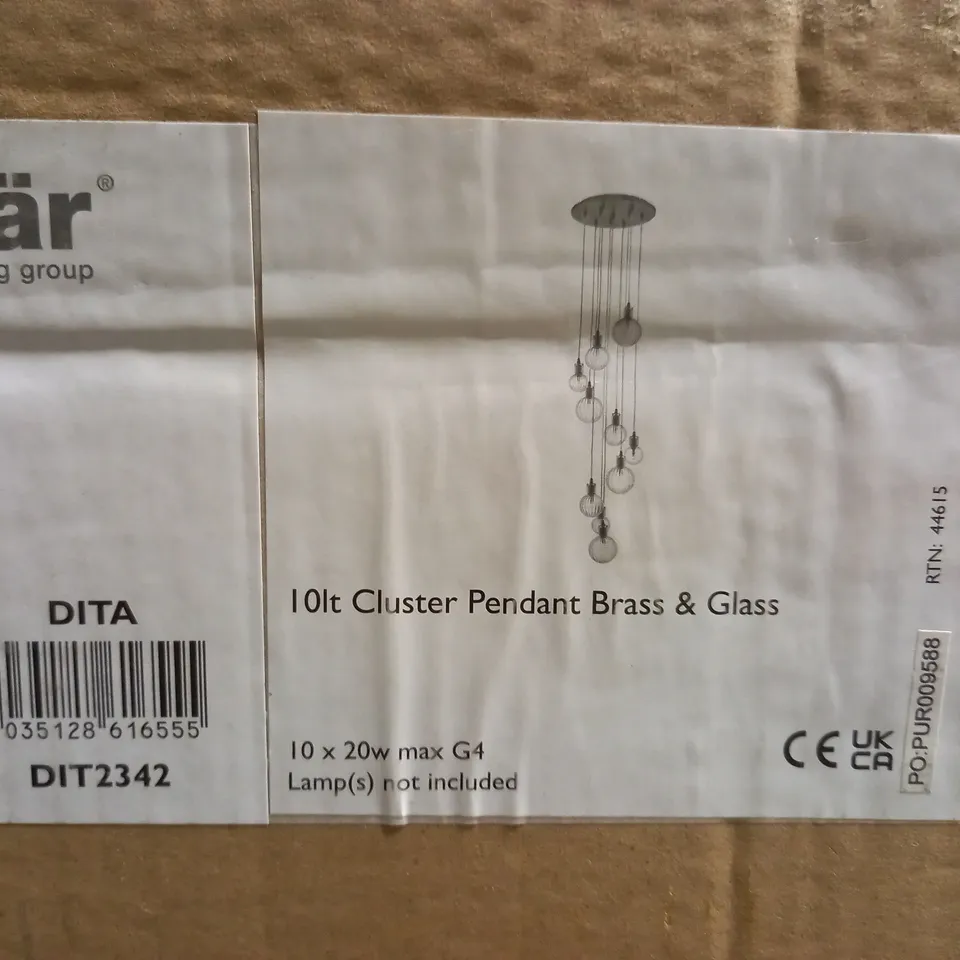 är®
g group
DITA
035128 616555
DIT2342
10lt Cluster Pendant Brass & Glass
10 x 20w max G4
Lamp(s) not included
CE UK
CA
RTN: 44615
PO:PUR009588